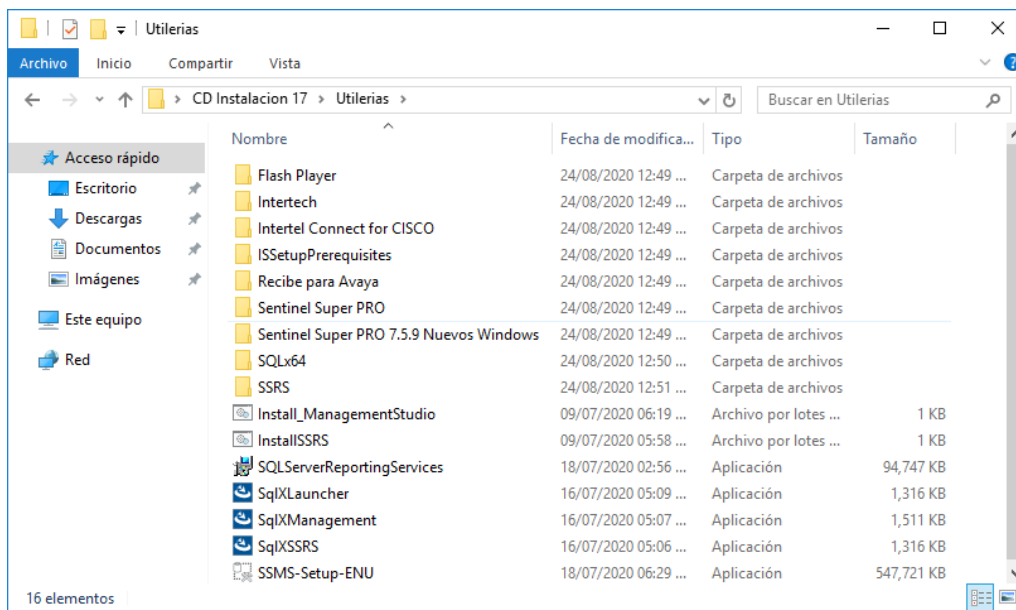 Utilerias
Archivo Inicio Compartir Vista
CD Instalacion 17 Utilerias Buscar en Utilerias
Nombre Fecha de modifica... Tipo Tamaño
Acceso rápido
Escritorio
Descargas
Documentos
Imágenes
Este equipo
Red
Flash Player 24/08/2020 12:49 ... Carpeta de archivos
Intertech 24/08/2020 12:49 ... Carpeta de archivos
Intertel Connect for CISCO 24/08/2020 12:49 ... Carpeta de archivos
ISSetupPrerequisites 24/08/2020 12:49 ... Carpeta de archivos
Recibe para Avaya 24/08/2020 12:49 ... Carpeta de archivos
Sentinel Super PRO 24/08/2020 12:49 ... Carpeta de archivos
Sentinel Super PRO 7.5.9 Nuevos Windows 24/08/2020 12:49 ... Carpeta de archivos
SQLx64 24/08/2020 12:50 ... Carpeta de archivos
SSRS 24/08/2020 12:51 ... Carpeta de archivos
Install_ManagementStudio 09/07/2020 06:19 ... Archivo por lotes ... 1 KB
InstallSSRS 09/07/2020 05:58 ... Archivo por lotes ... 1 KB
SQLServerReportingServices 18/07/2020 02:56 ... Aplicación 94,747 KB
SqlXLauncher 16/07/2020 05:09 ... Aplicación 1,316 KB
SqlXManagement 16/07/2020 05:07 ... Aplicación 1,511 KB
SqlXSSRS 16/07/2020 05:06 ... Aplicación 1,316 KB
SSMS-Setup-ENU 18/07/2020 06:29 ... Aplicación 547,721 KB
16 elementos